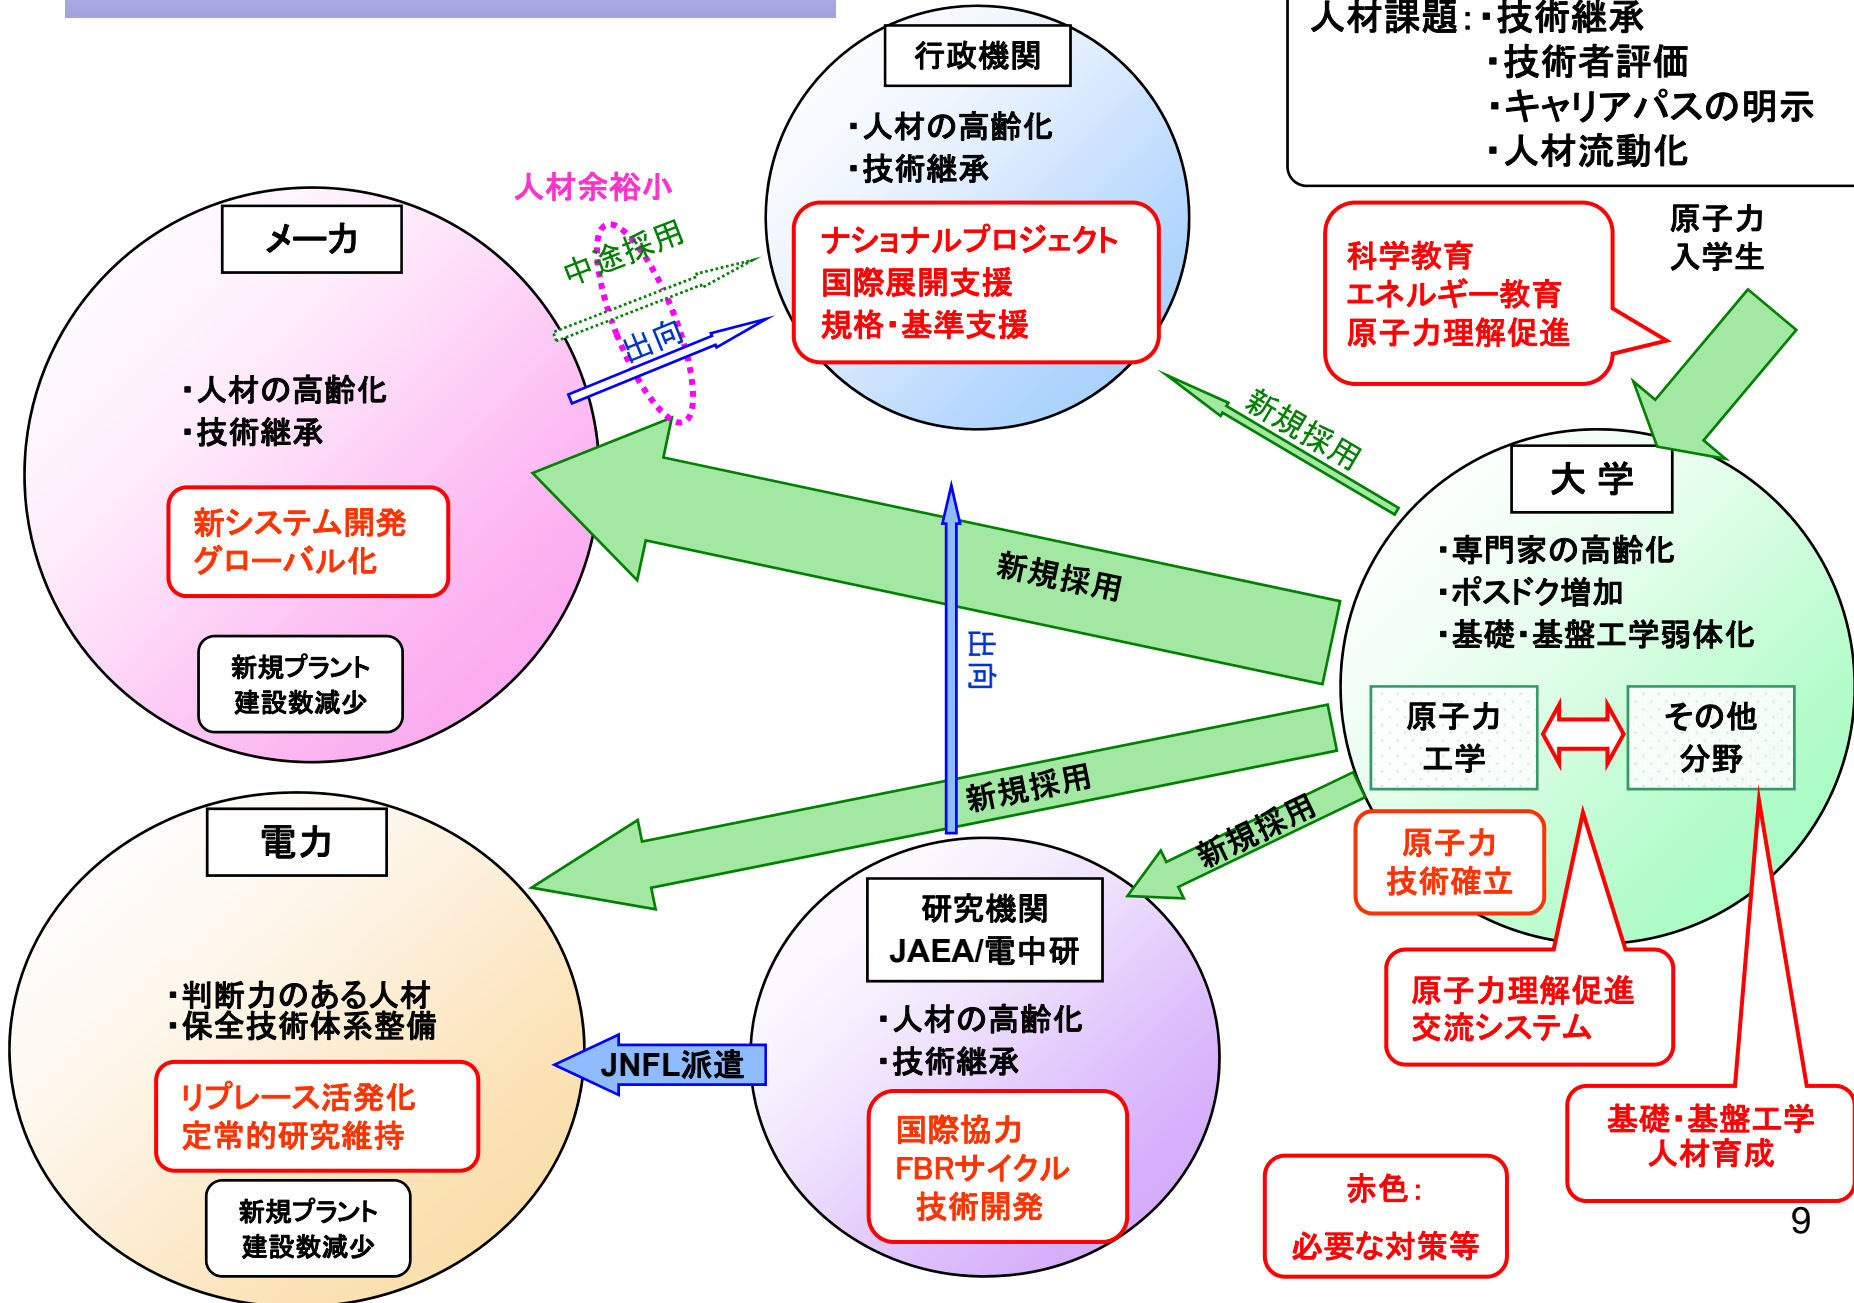 人材課題：・技術継承
・技術者評価
・キャリアパスの明示
・人材流動化
行政機関
・人材の高齢化
・技術継承
ナショナルプロジェクト
国際展開支援
規格・基準支援
人材余裕小
中途採用
出向
メーカ
・人材の高齢化
・技術継承
新システム開発
グローバル化
新規プラント
建設数減少
科学教育
エネルギー教育
原子力理解促進
原子力
入学生
新規採用
大 学
・専門家の高齢化
・ポスドク増加
・基礎・基盤工学弱体化
原子力
工学
その他
分野
原子力
技術確立
原子力理解促進
交流システム
基礎・基盤工学
人材育成
新規採用
出向
新規採用
新規採用
電力
・判断力のある人材
・保全技術体系整備
リプレース活発化
定常的研究維持
新規プラント
建設数減少
JNFL派遣
研究機関
JAEA/電中研
・人材の高齢化
・技術継承
国際協力
FBRサイクル
技術開発
赤色：
必要な対策等
9